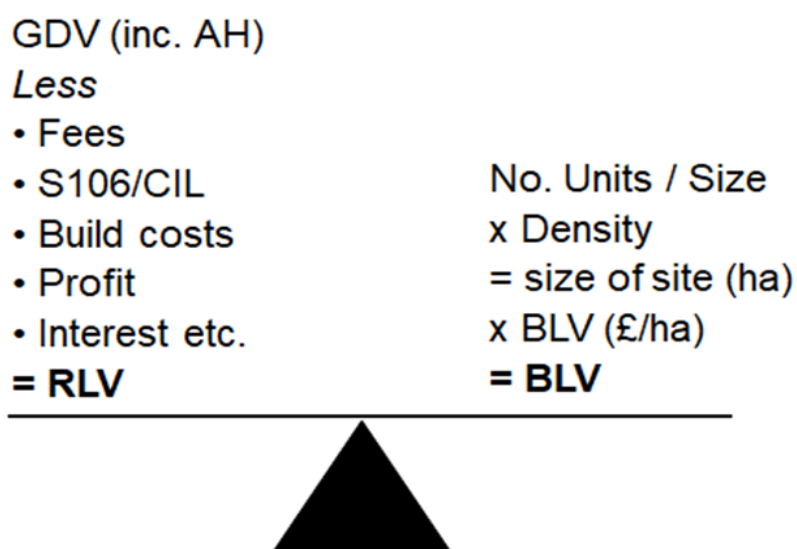 GDV (inc. AH)
Less
• Fees
• S106/CIL
• Build costs
• Profit
• Interest etc.
= RLV
No. Units / Size
x Density
= size of site (ha)
x BLV (£/ha)
= BLV